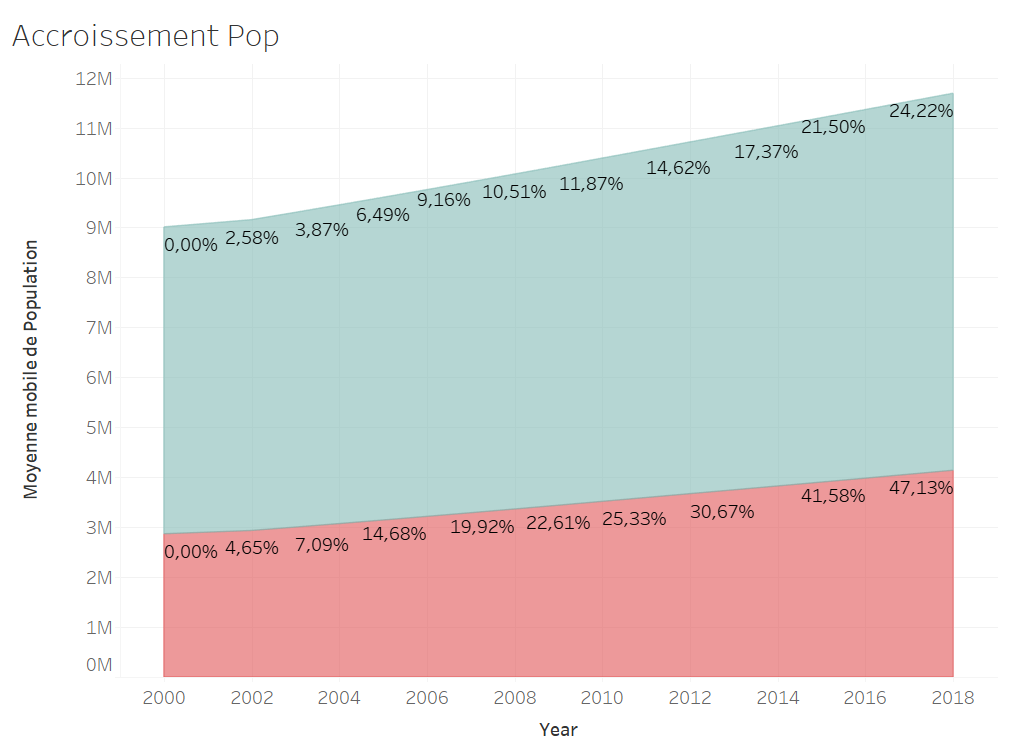 Accroissement Pop
Moyenne mobile de Population
12M
11M
10M
9M
8M
7M
6M
5M
4M
3M
2M
1M
0M
0,00% 2,58% 3,87% 6,49% 9,16% 10,51% 11,87% 14,62% 17,37% 21,50% 24,22%
0,00% 4,65% 7,09% 14,68% 19,92% 22,61% 25,33% 30,67% 41,58% 47,13%
2000 2002 2004 2006 2008 2010 2012 2014 2016 2018
Year